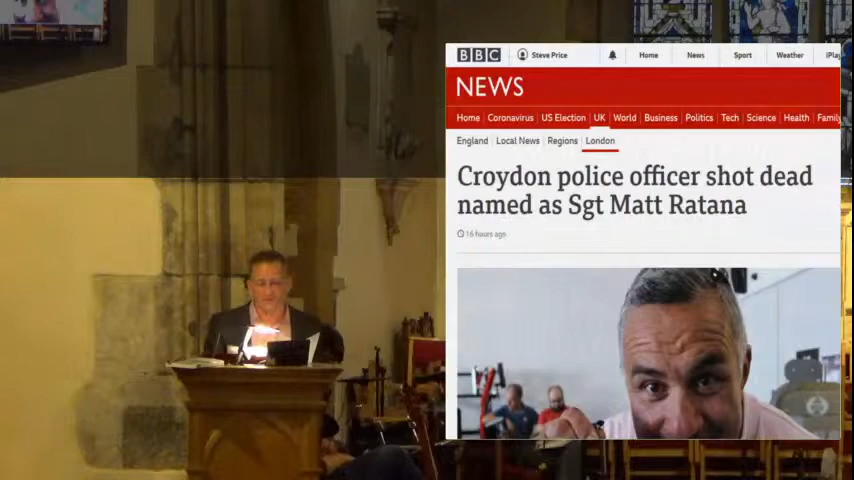 BBC Steve Price Home News Sport Weather iPlay
NEWS
Home Coronavirus US Election UK World Business Politics Tech Science Health Family
England Local News Regions London
Croydon police officer shot dead
named as Sgt Matt Ratana
16 hours ago